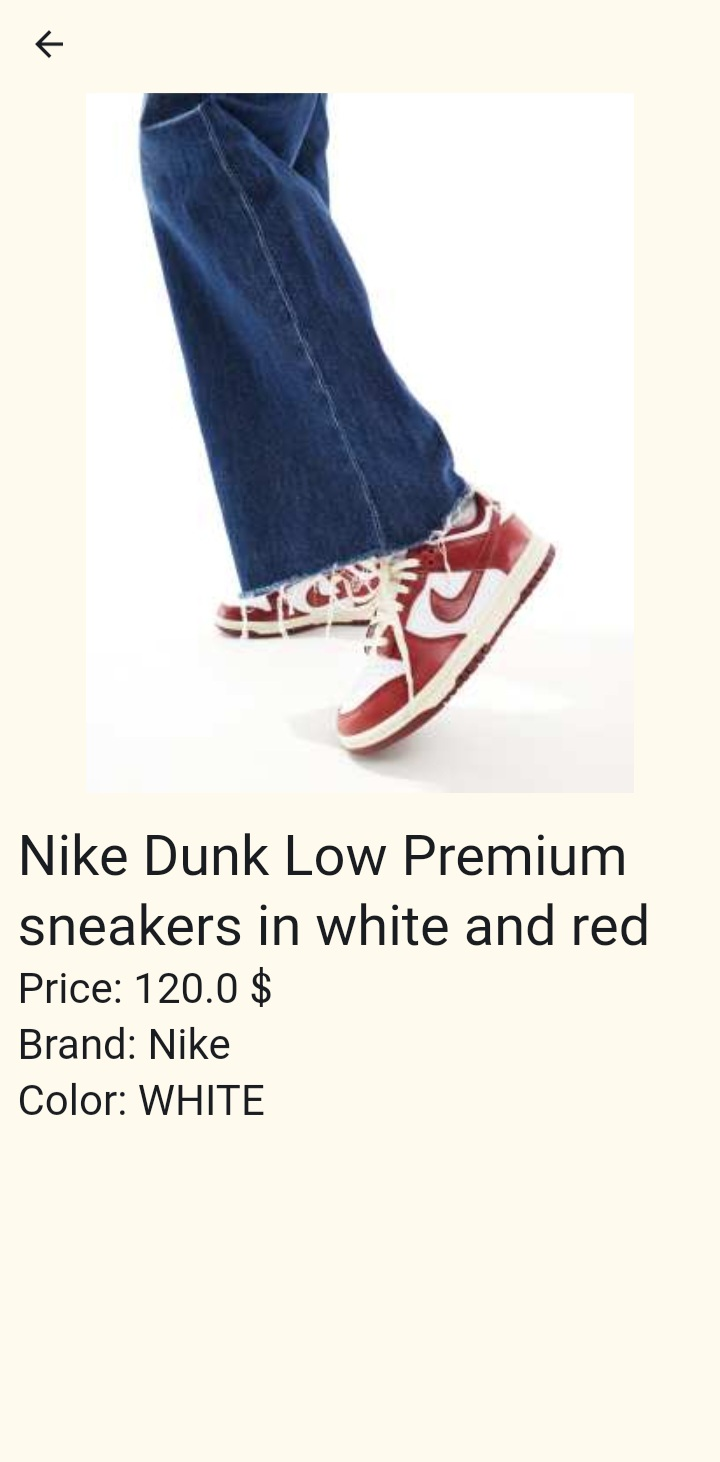 Nike Dunk Low Premium
sneakers in white and red
Price: 120.0 $
Brand: Nike
Color: WHITE